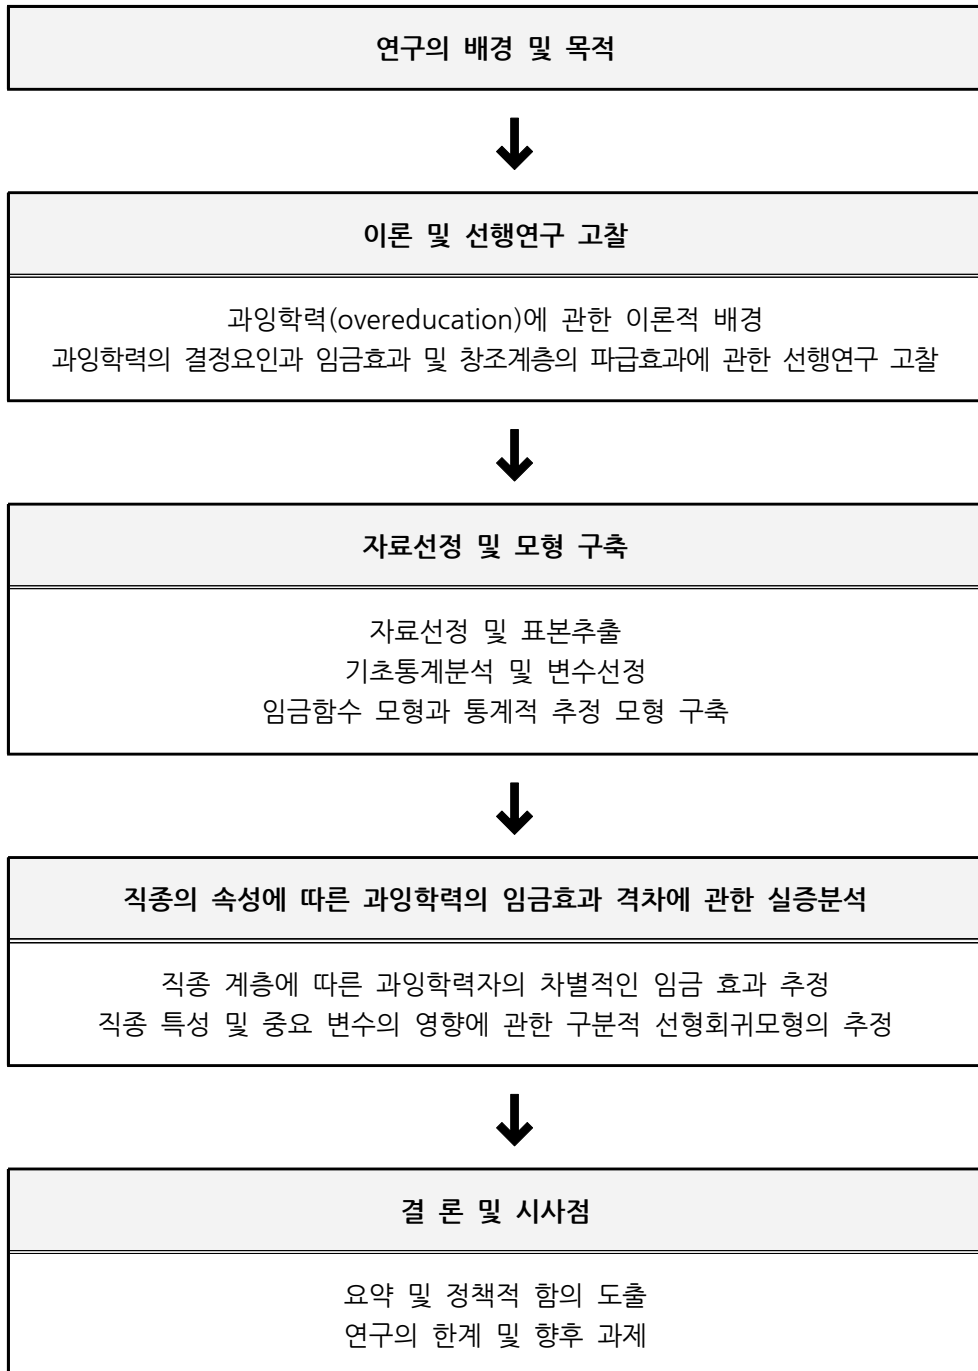 연구의 배경 및 목적
이론 및 선행연구 고찰
과잉학력(overeducation)에 관한 이론적 배경
과잉학력의 결정요인과 임금효과 및 창조계층의 파급효과에 관한 선행연구 고찰
자료선정 및 모형 구축
자료선정 및 표본추출
기초통계분석 및 변수선정
임금함수 모형과 통계적 추정 모형 구축
직종의 속성에 따른 과잉학력의 임금효과 격차에 관한 실증분석
직종 계층에 따른 과잉학력자의 차별적인 임금 효과 추정
직종 특성 및 중요 변수의 영향에 관한 구분적 선형회귀모형의 추정
결 론 및 시사점
요약 및 정책적 함의 도출
연구의 한계 및 향후 과제